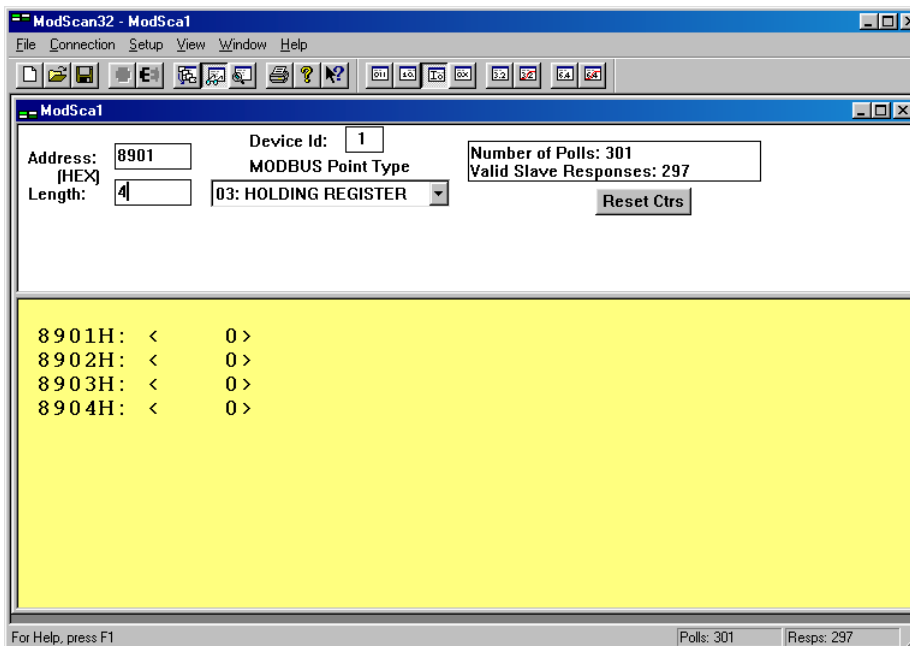 ModScan32 - ModSca1
File Connection Setup View Window Help
ModSca1
Device Id: 1
Address: 8901
(HEX)
MODBUS Point Type
Length: 4
03: HOLDING REGISTER
Number of Polls: 301
Valid Slave Responses: 297
Reset Ctrs
8901H: < 0>
8902H: < 0>
8903H: < 0>
8904H: < 0>
For Help, press F1
Polls: 301
Resps: 297